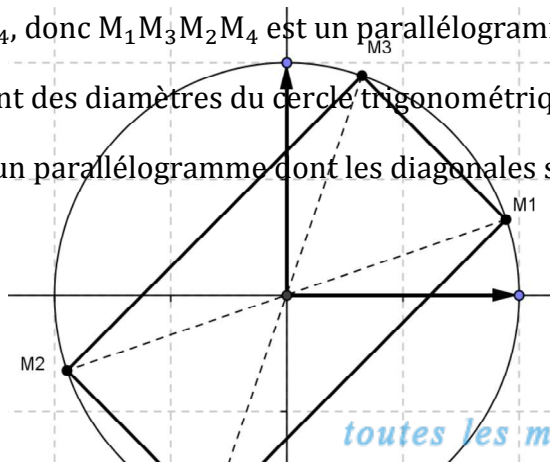 ₄, donc M₁M₃M₂M₄ est un parallélogram
M3
nt des diamètres du cercle trigonométriq
un parallélogramme dont les diagonales s
M1
M2
toutes les m